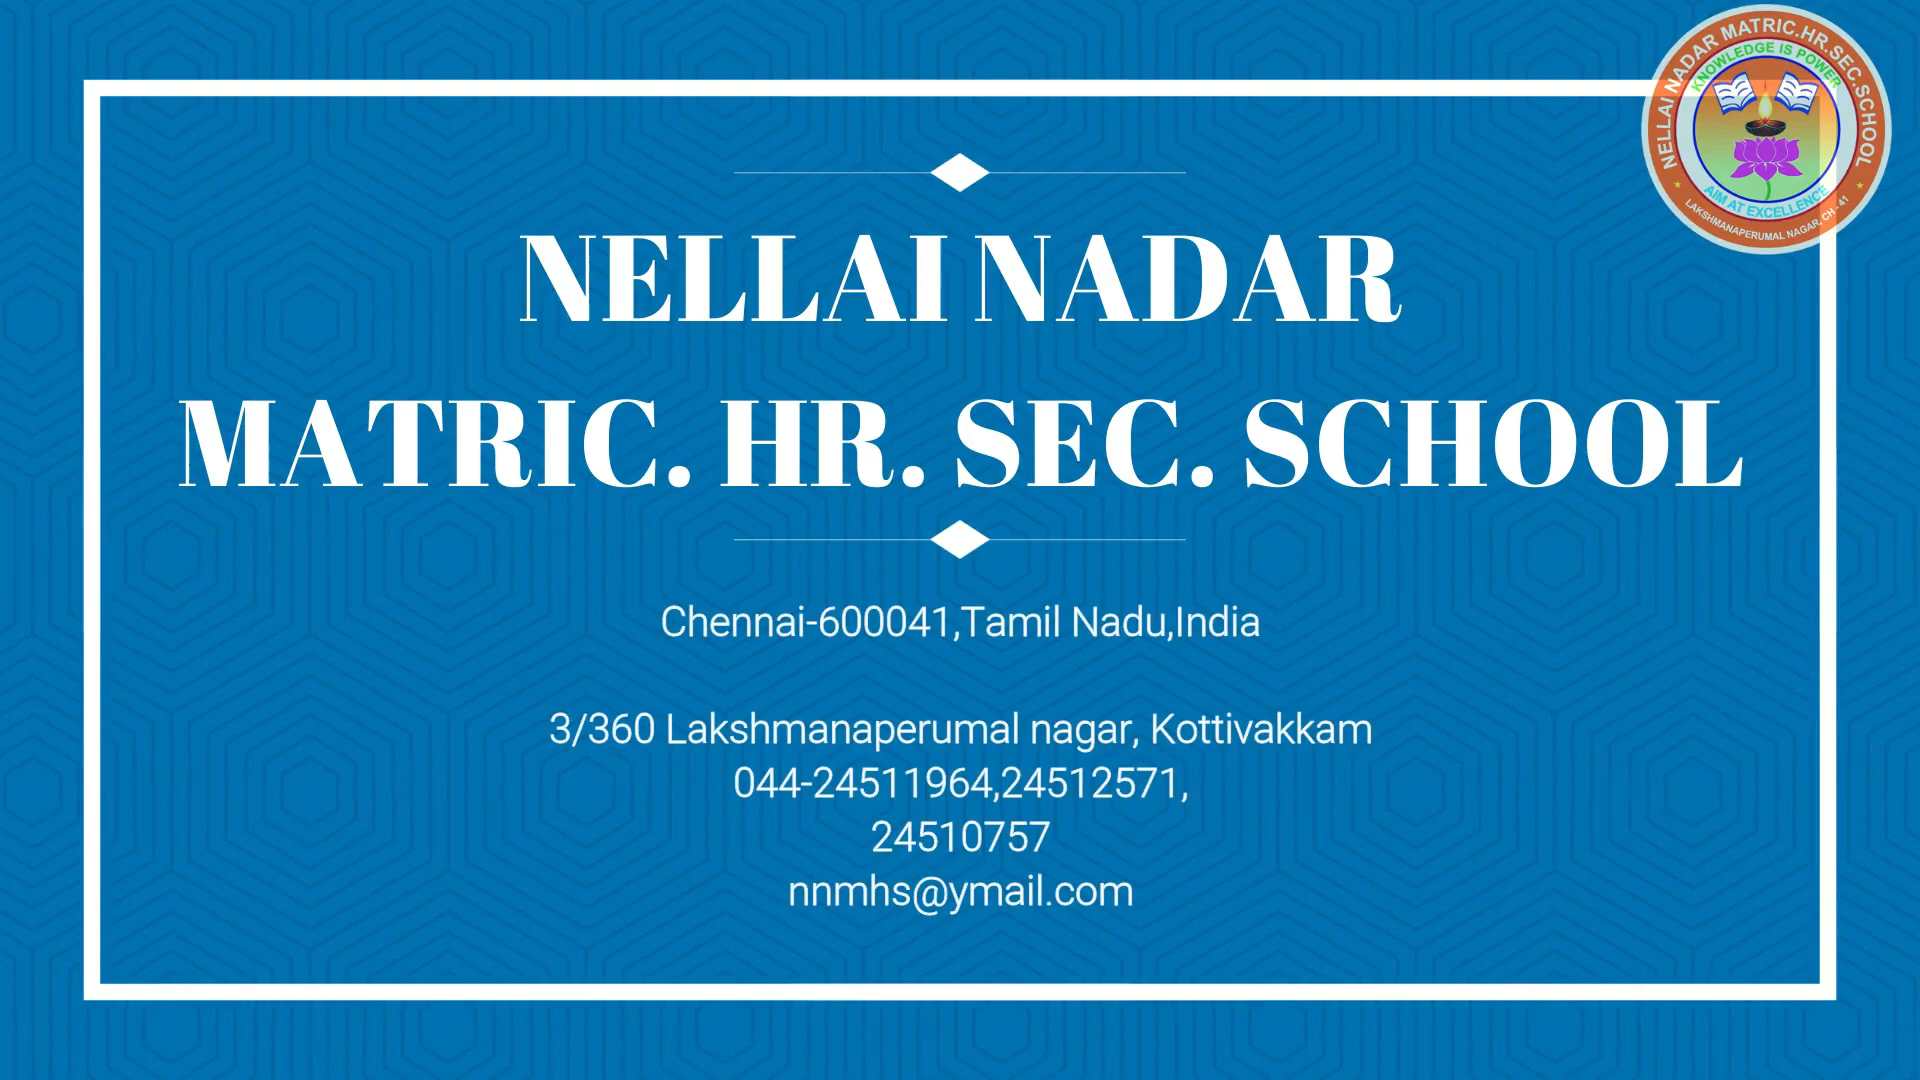 NELLAI NADAR MATRIC.HR.SEC.SCHOOL
KNOWLEDGE IS POWER
AIM AT EXCELLENCE
LAKSHMANAPERUMAL NAGAR, CH - 41
NELLAI NADAR
MATRIC. HR. SEC. SCHOOL
Chennai-600041,Tamil Nadu,India
3/360 Lakshmanaperumal nagar, Kottivakkam
044-24511964,24512571,
24510757
nnmhs@ymail.com